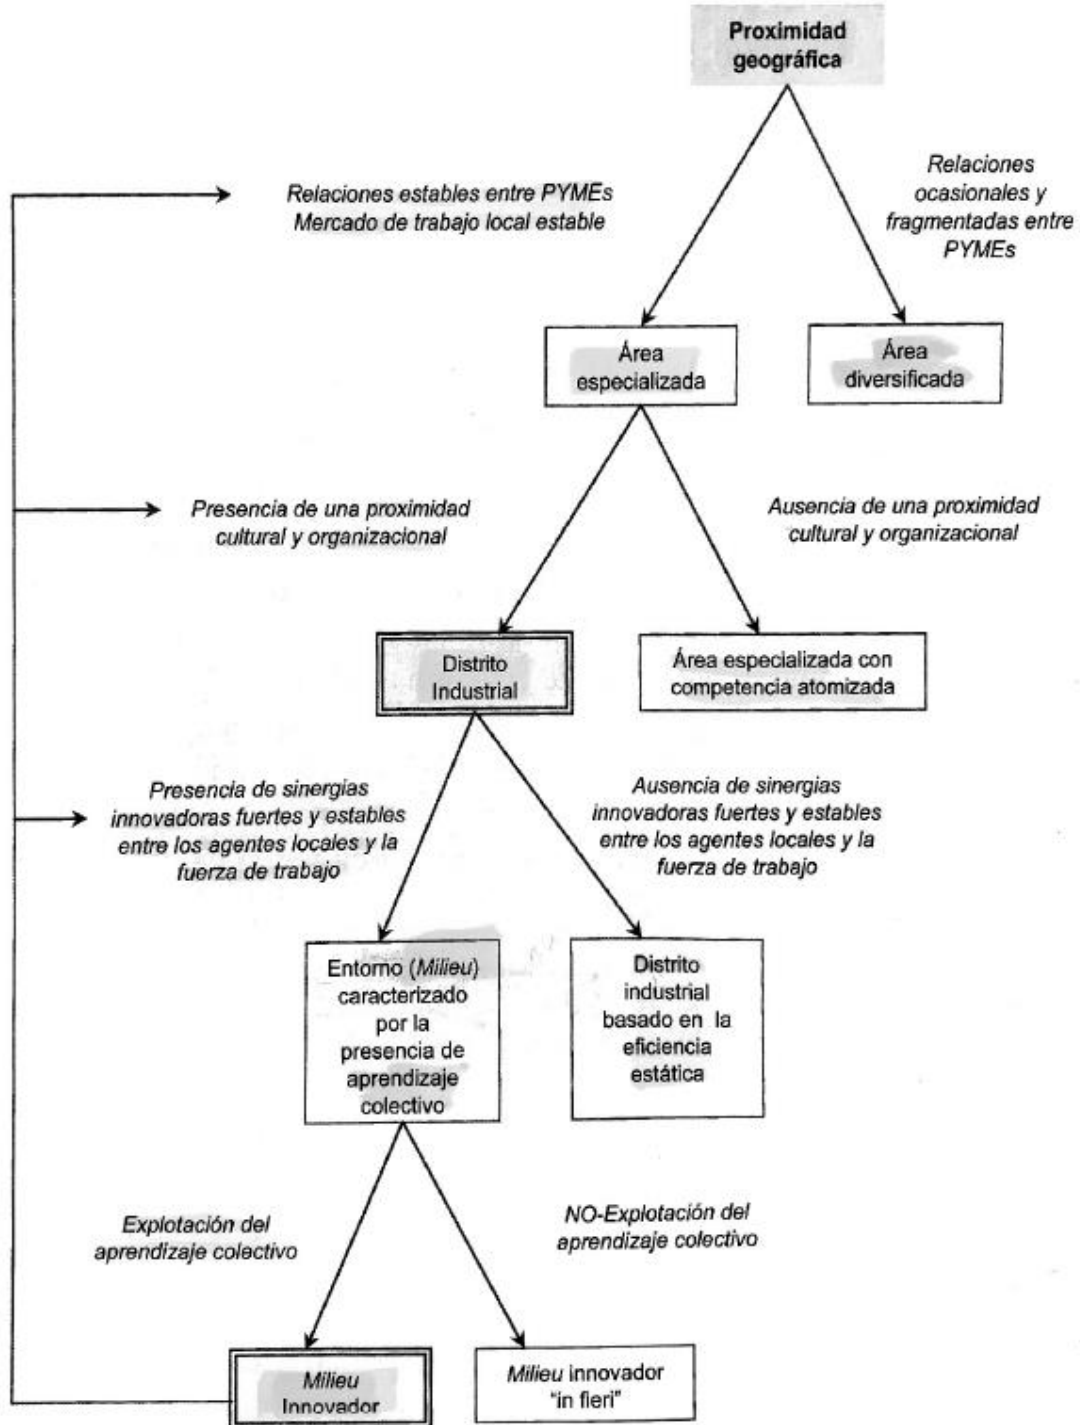 Proximidad
geográfica
Relaciones
ocasionales y
fragmentadas entre
PYMEs
Relaciones estables entre PYMEs
Mercado de trabajo local estable
Área
especializada
Área
diversificada
Presencia de una proximidad
cultural y organizacional
Ausencia de una proximidad
cultural y organizacional
Distrito
Industrial
Área especializada con
competencia atomizada
Presencia de sinergias
innovadoras fuertes y estables
entre los agentes locales y la
fuerza de trabajo
Ausencia de sinergias
innovadoras fuertes y estables
entre los agentes locales y la
fuerza de trabajo
Entorno (Milieu)
caracterizado
por la
presencia de
aprendizaje
colectivo
Distrito
industrial
basado en la
eficiencia
estática
Explotación del
aprendizaje colectivo
NO-Explotación del
aprendizaje colectivo
Milieu
Innovador
Milieu innovador
"in fieri"